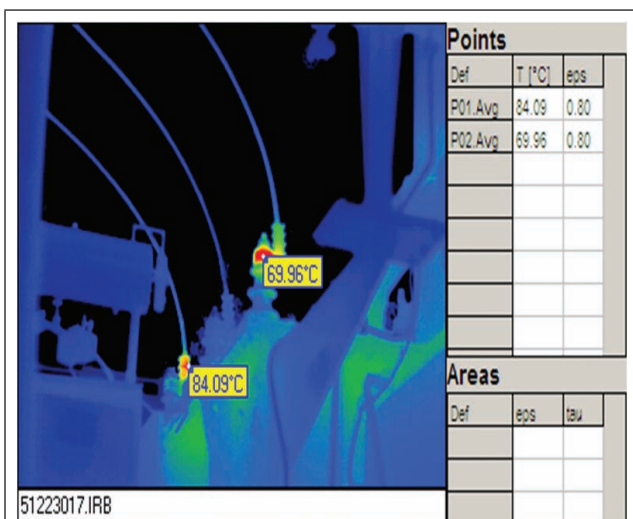 Points
Def T [°C] eps
P01.Avg 84.09 0.80
P02.Avg 69.96 0.80
69.96°C
84.09°C
Areas
Def eps tau
51223017.IRB